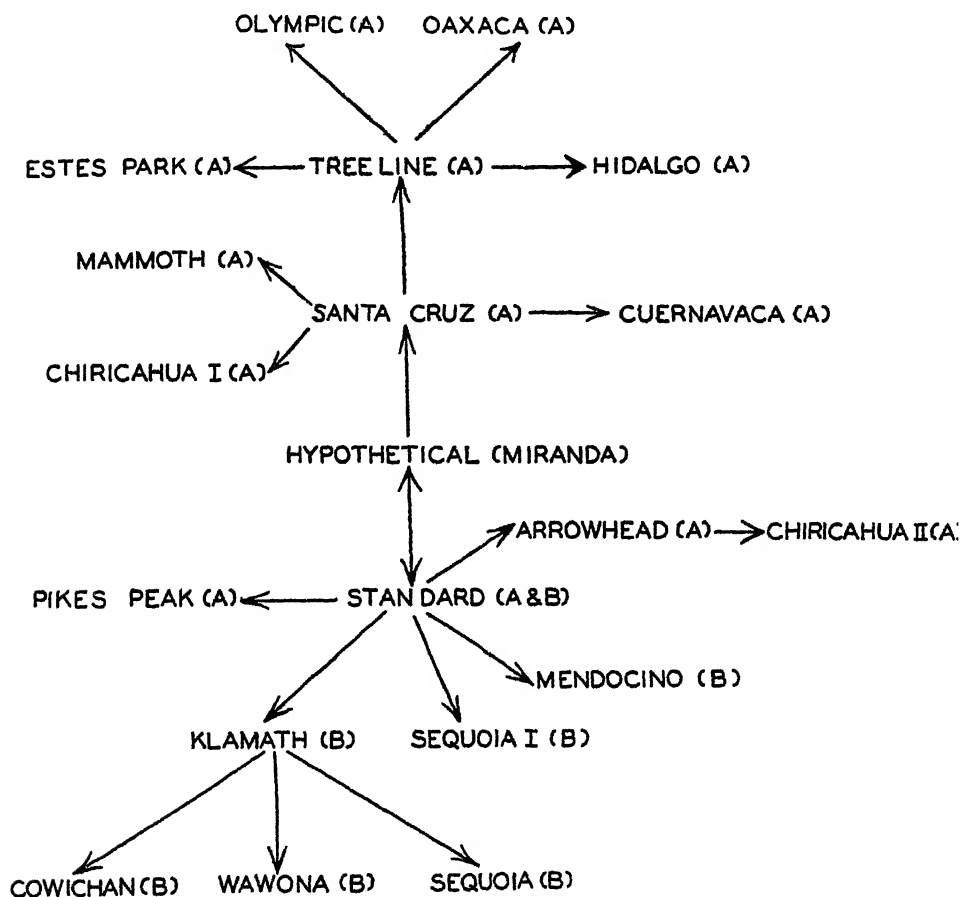 OLYMPIC (A) OAXACA (A)
ESTES PARK (A) TREE LINE (A) HIDALGO (A)
MAMMOTH (A)
SANTA CRUZ (A) CUERNAVACA (A)
CHIRICAHUA I (A)
HYPOTHETICAL (MIRANDA)
ARROWHEAD (A) CHIRICAHUA II (A)
PIKES PEAK (A) STANDARD (A & B)
MENDOCINO (B)
KLAMATH (B) SEQUOIA I (B)
COWICHAN (B) WAWONA (B) SEQUOIA (B)